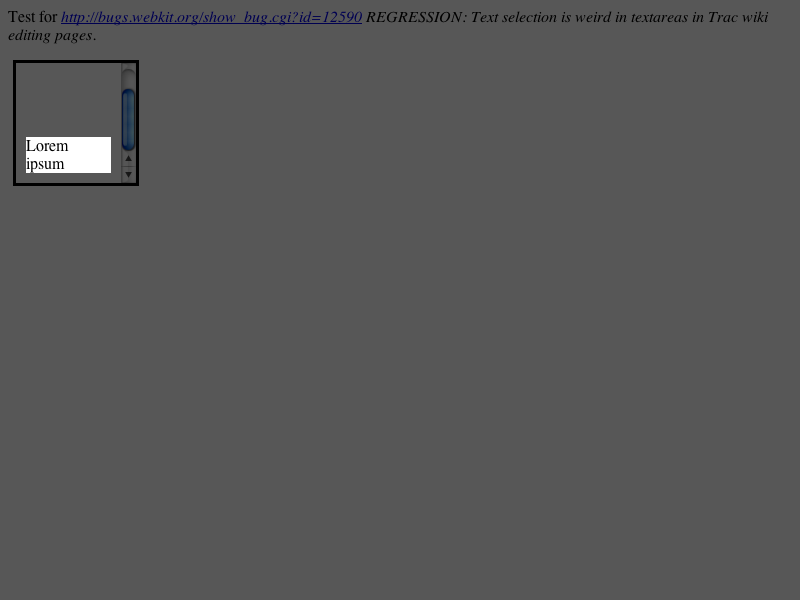 Test for http://bugs.webkit.org/show_bug.cgi?id=12590 REGRESSION: Text selection is weird in textareas in Trac wiki
editing pages.
Lorem
ipsum